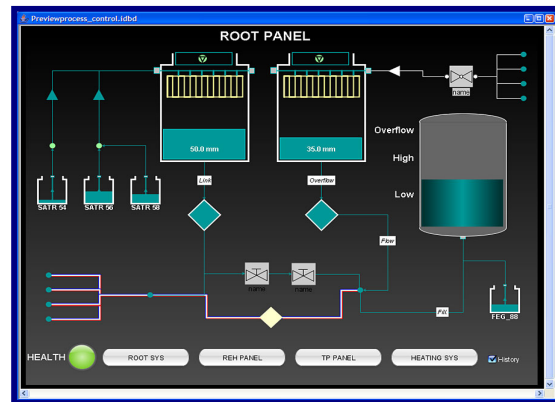 Previewprocess_control.idbd
ROOT PANEL
name
50.0 mm
35.0 mm
Overflow
High
Low
Link
Overflow
SATR 54
SATR 56
SATR 58
Flow
name
name
Fill
FEG_88
HEALTH
ROOT SYS
REH PANEL
TP PANEL
HEATING SYS
History